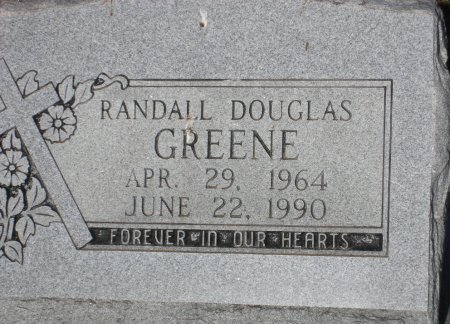 RANDALL DOUGLAS
GREENE
APR. 29, 1964
JUNE 22, 1990
FOREVER IN OUR HEARTS